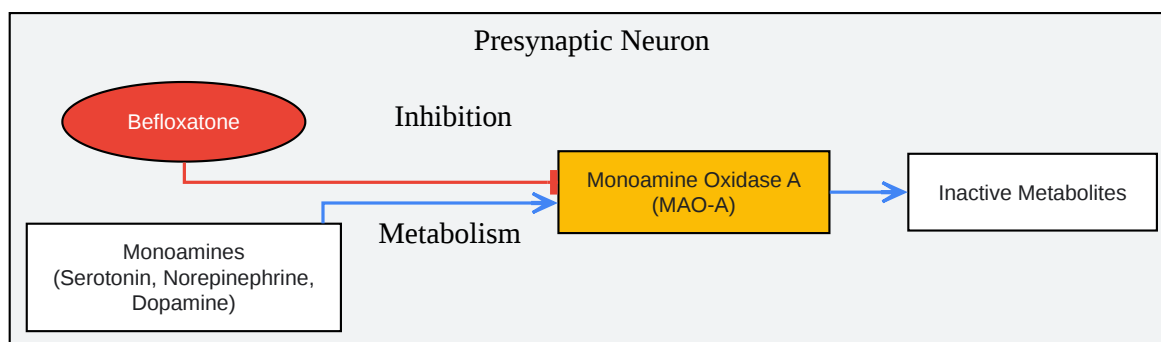 Presynaptic Neuron
Befloxatone
Inhibition
Monoamine Oxidase A
(MAO-A)
Inactive Metabolites
Metabolism
Monoamines
(Serotonin, Norepinephrine,
Dopamine)